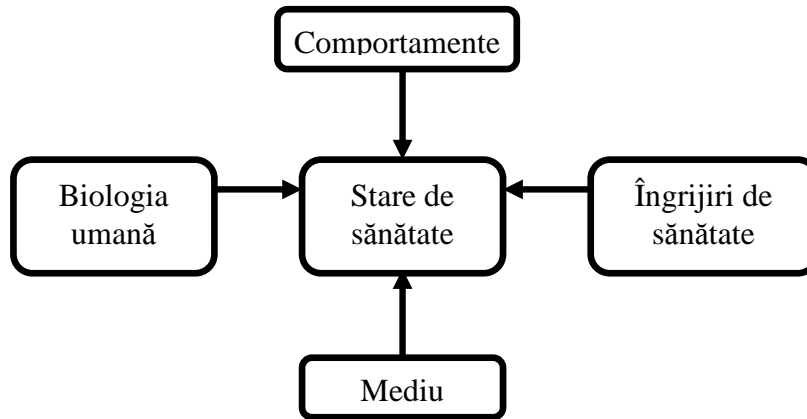 Comportamente
Biologia
umană
Stare de
sănătate
Îngrijiri de
sănătate
Mediu